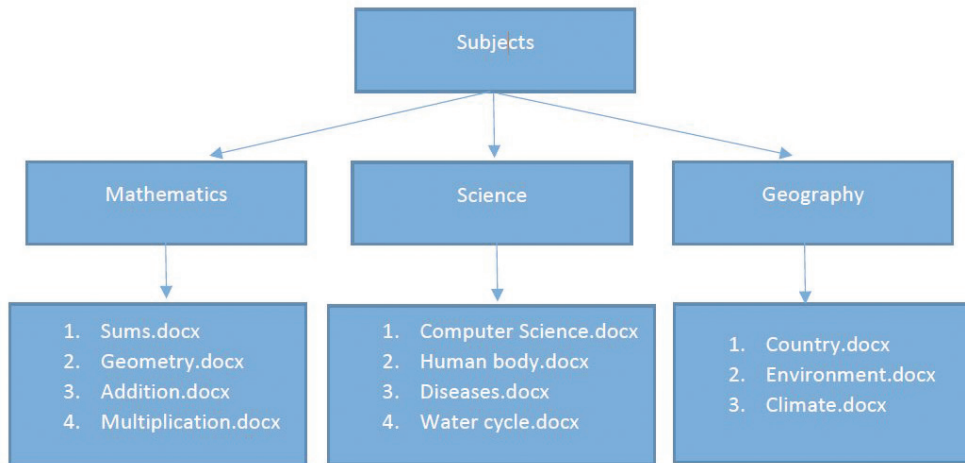 Subjects
Mathematics
Science
Geography
1. Sums.docx
2. Geometry.docx
3. Addition.docx
4. Multiplication.docx
1. Computer Science.docx
2. Human body.docx
3. Diseases.docx
4. Water cycle.docx
1. Country.docx
2. Environment.docx
3. Climate.docx